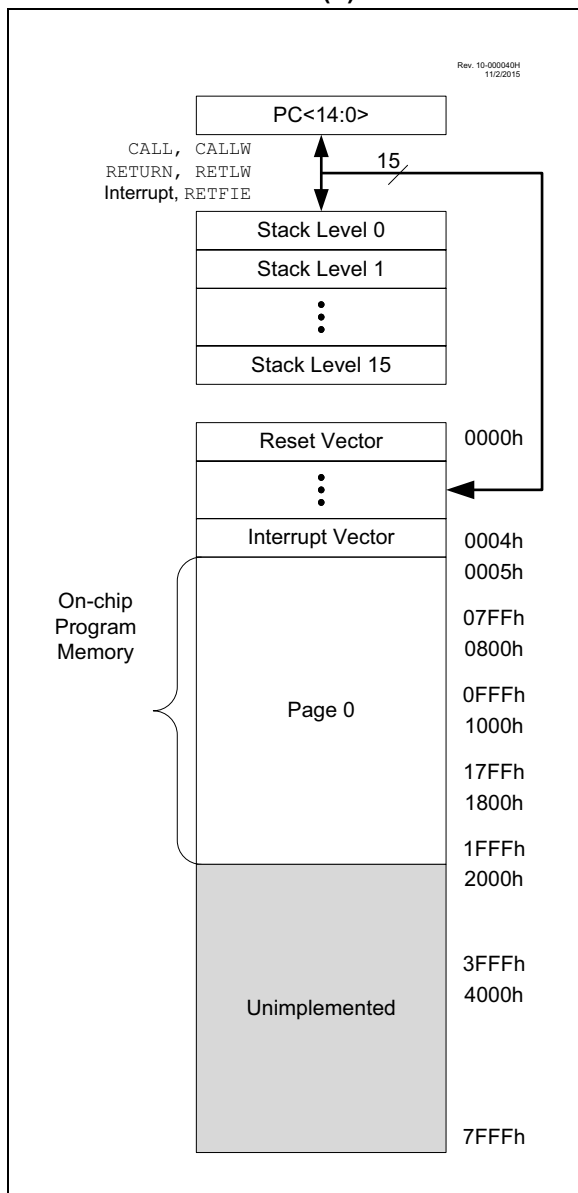 Rev. 10-000040H
11/2/2015
PC<14:0>
CALL, CALLW
RETURN, RETLW
Interrupt, RETFIE
15
Stack Level 0
Stack Level 1
Stack Level 15
Reset Vector
0000h
Interrupt Vector
0004h
0005h
On-chip
Program
Memory
07FFh
0800h
Page 0
0FFFh
1000h
17FFh
1800h
1FFFh
2000h
Unimplemented
3FFFh
4000h
7FFFh